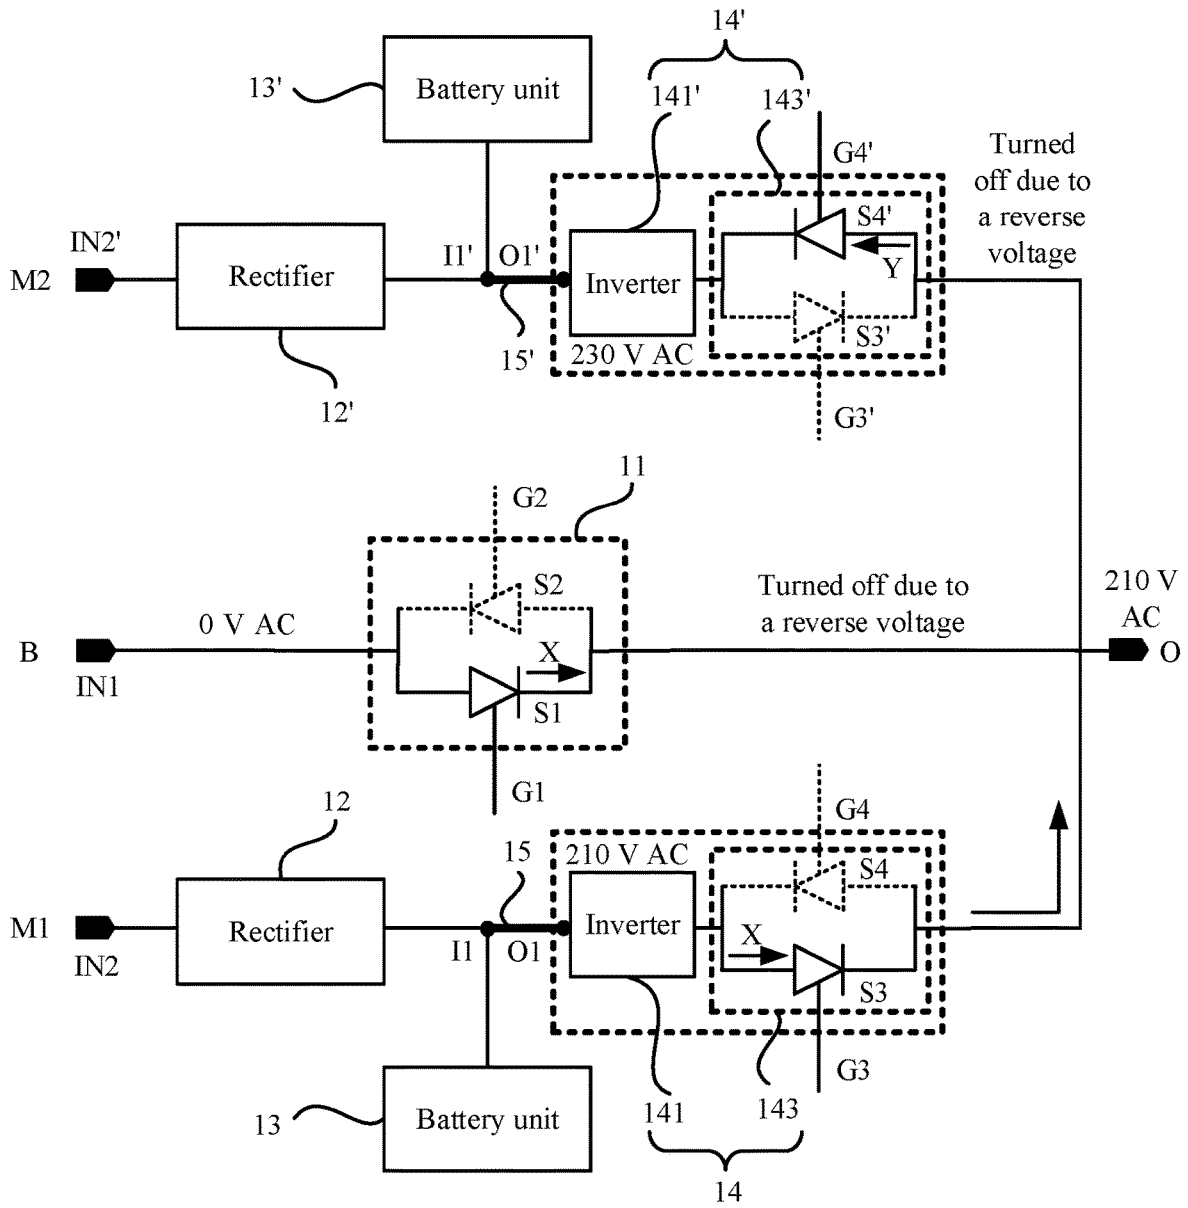 14'
13'
Battery unit
141'
143'
G4'
Turned
off due to
a reverse
voltage
IN2'
M2
Rectifier
I1'
O1'
Inverter
S4'
Y
S3'
15'
230 V AC
12'
G3'
11
G2
S2
0 V AC
Turned off due to
a reverse voltage
210 V
AC
B
IN1
X
O
S1
G1
12
G4
15
210 V AC
S4
M1
IN2
Rectifier
I1
O1
Inverter
X
S3
G3
13
Battery unit
141
143
14